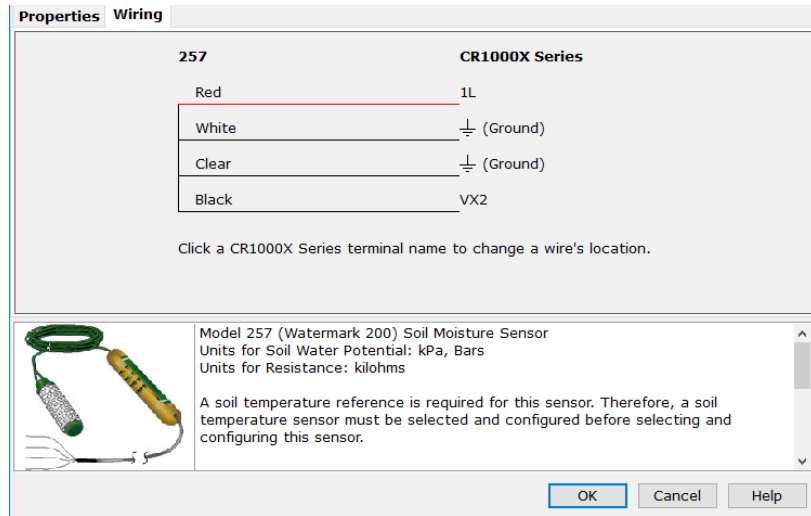 Properties Wiring
257 CR1000X Series
Red 1L
White ⏚ (Ground)
Clear ⏚ (Ground)
Black VX2
Click a CR1000X Series terminal name to change a wire's location.
Model 257 (Watermark 200) Soil Moisture Sensor
Units for Soil Water Potential: kPa, Bars
Units for Resistance: kilohms
A soil temperature reference is required for this sensor. Therefore, a soil
temperature sensor must be selected and configured before selecting and
configuring this sensor.
OK Cancel Help